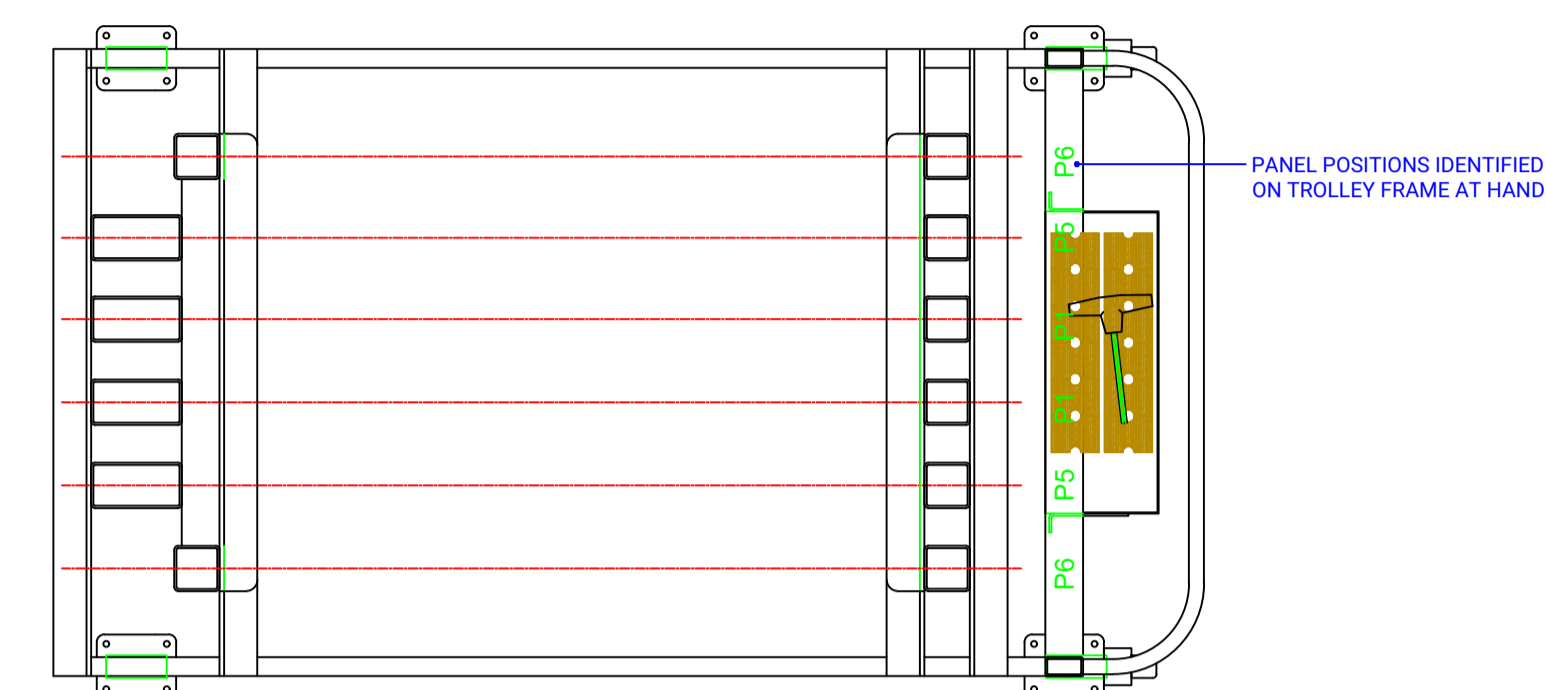 P6
PANEL POSITIONS IDENTIFIED
ON TROLLEY FRAME AT HAND
P5
P1
P1
P5
P6